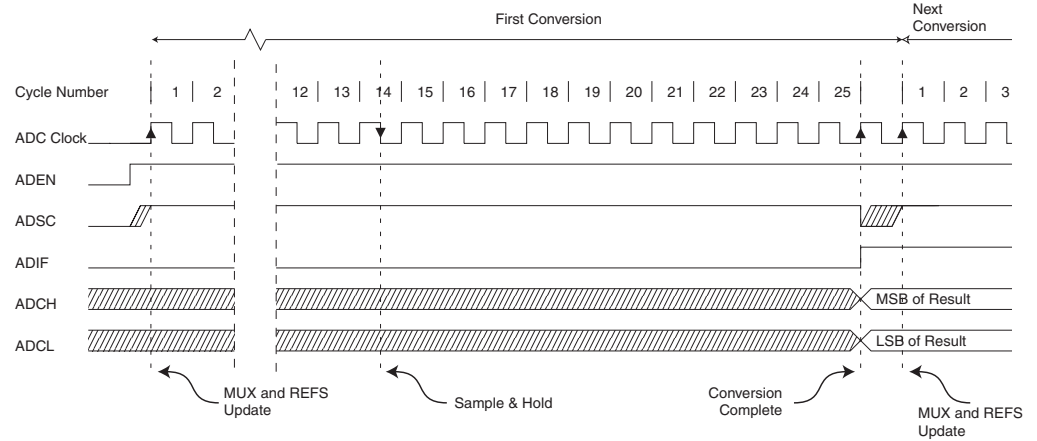 First Conversion
Next
Conversion
Cycle Number 1 2 12 13 14 15 16 17 18 19 20 21 22 23 24 25 1 2 3
ADC Clock
ADEN
ADSC
ADIF
ADCH
MSB of Result
ADCL
LSB of Result
MUX and REFS
Update
Sample & Hold
Conversion
Complete
MUX and REFS
Update